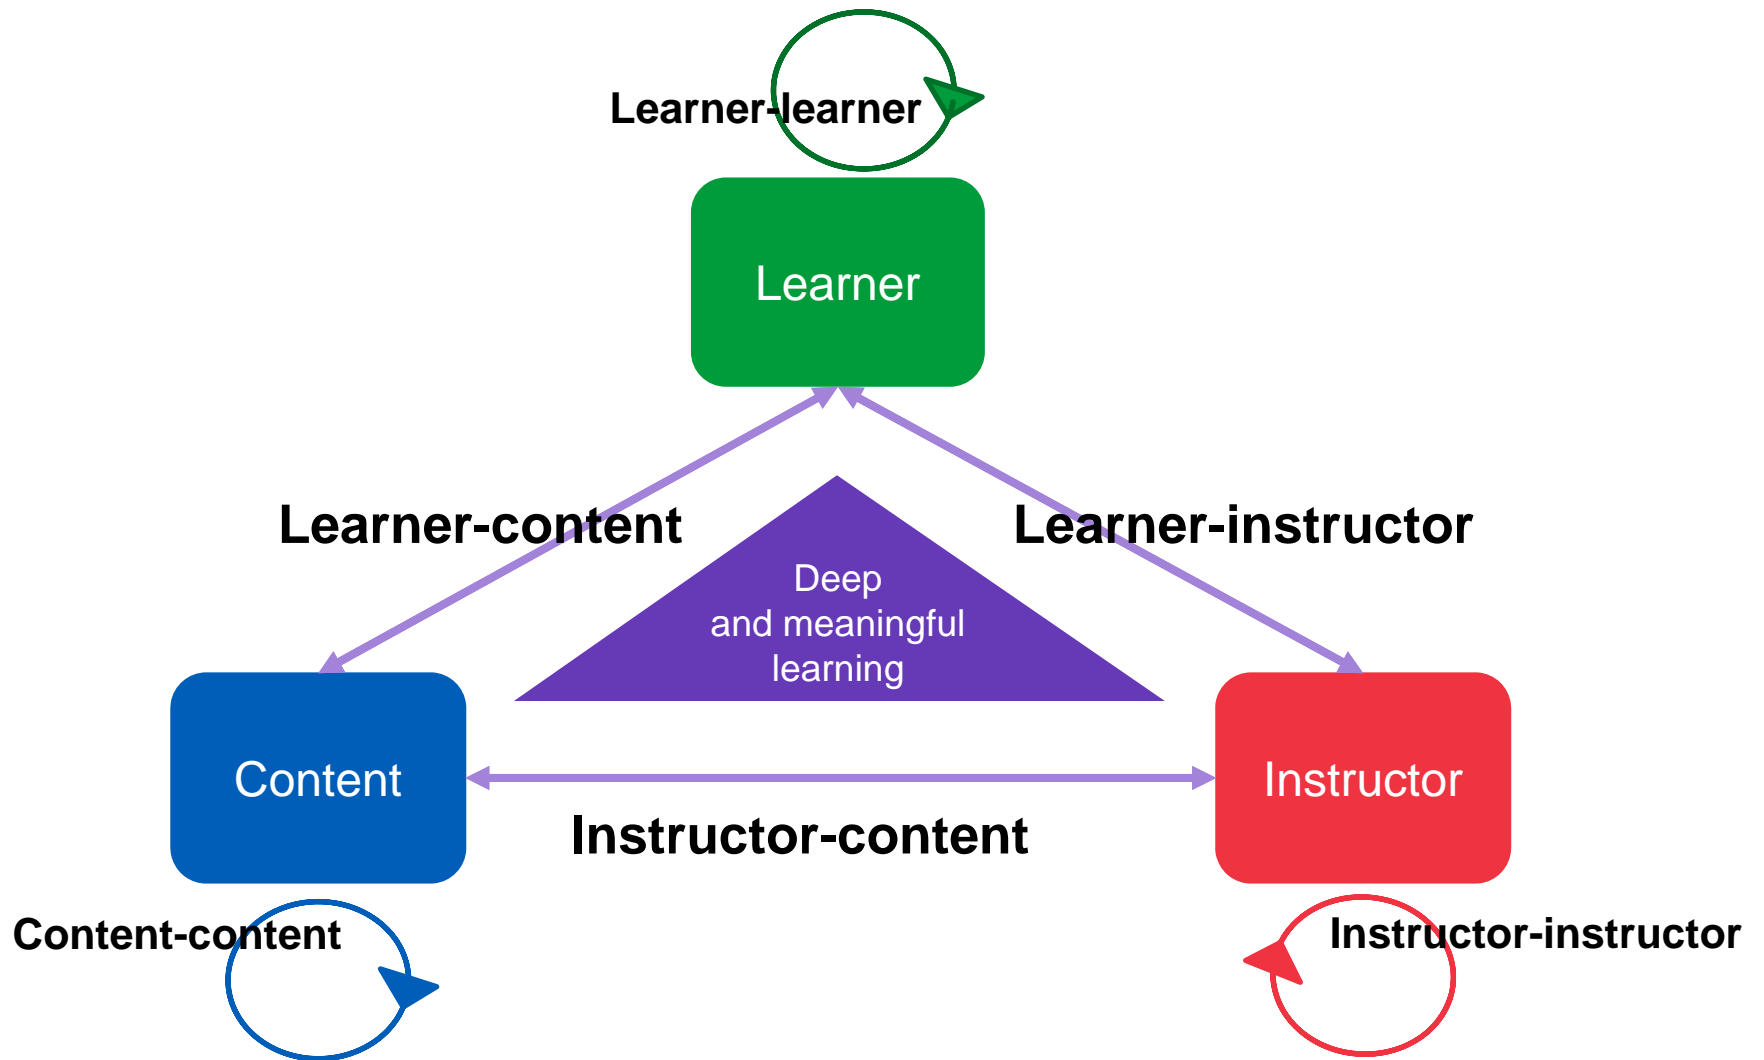 Learner-learner
Learner
Learner-content
Learner-instructor
Deep
and meaningful
learning
Content
Instructor
Instructor-content
Content-content
Instructor-instructor